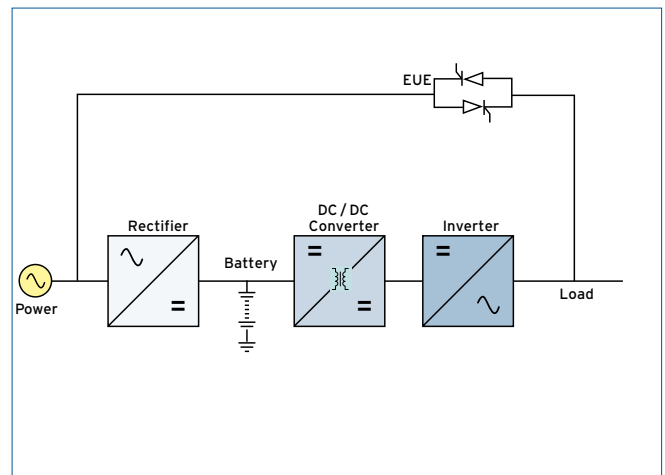 EUE
DC / DC
Converter
Rectifier
Inverter
Battery
Power
Load